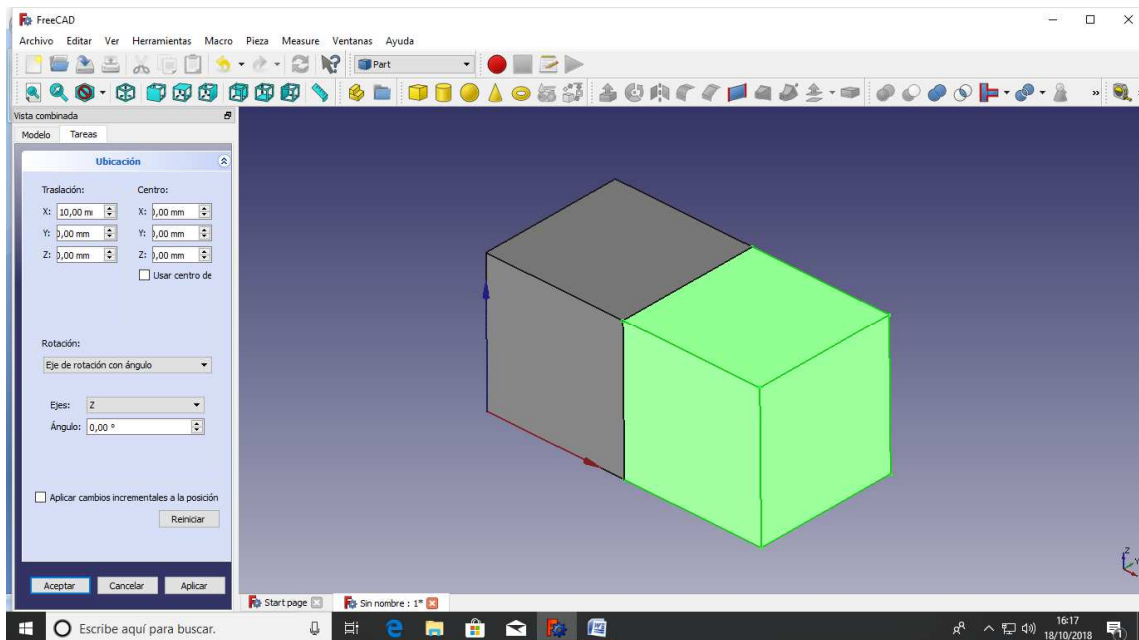 FreeCAD
Archivo Editar Ver Herramientas Macro Pieza Measure Ventanas Ayuda
Part
Vista combinada
Modelo Tareas
Ubicación
Traslación: Centro:
X: 10,00 m X: ),00 mm
Y: ),00 mm Y: ),00 mm
Z: ),00 mm Z: ),00 mm
Usar centro de
Rotación:
Eje de rotación con ángulo
Ejes: Z
Ángulo: 0,00 °
Aplicar cambios incrementales a la posición
Reiniciar
Aceptar Cancelar Aplicar
Z
Y
Start page Sin nombre : 1*
Escribe aquí para buscar.
16:17
18/10/2018
1